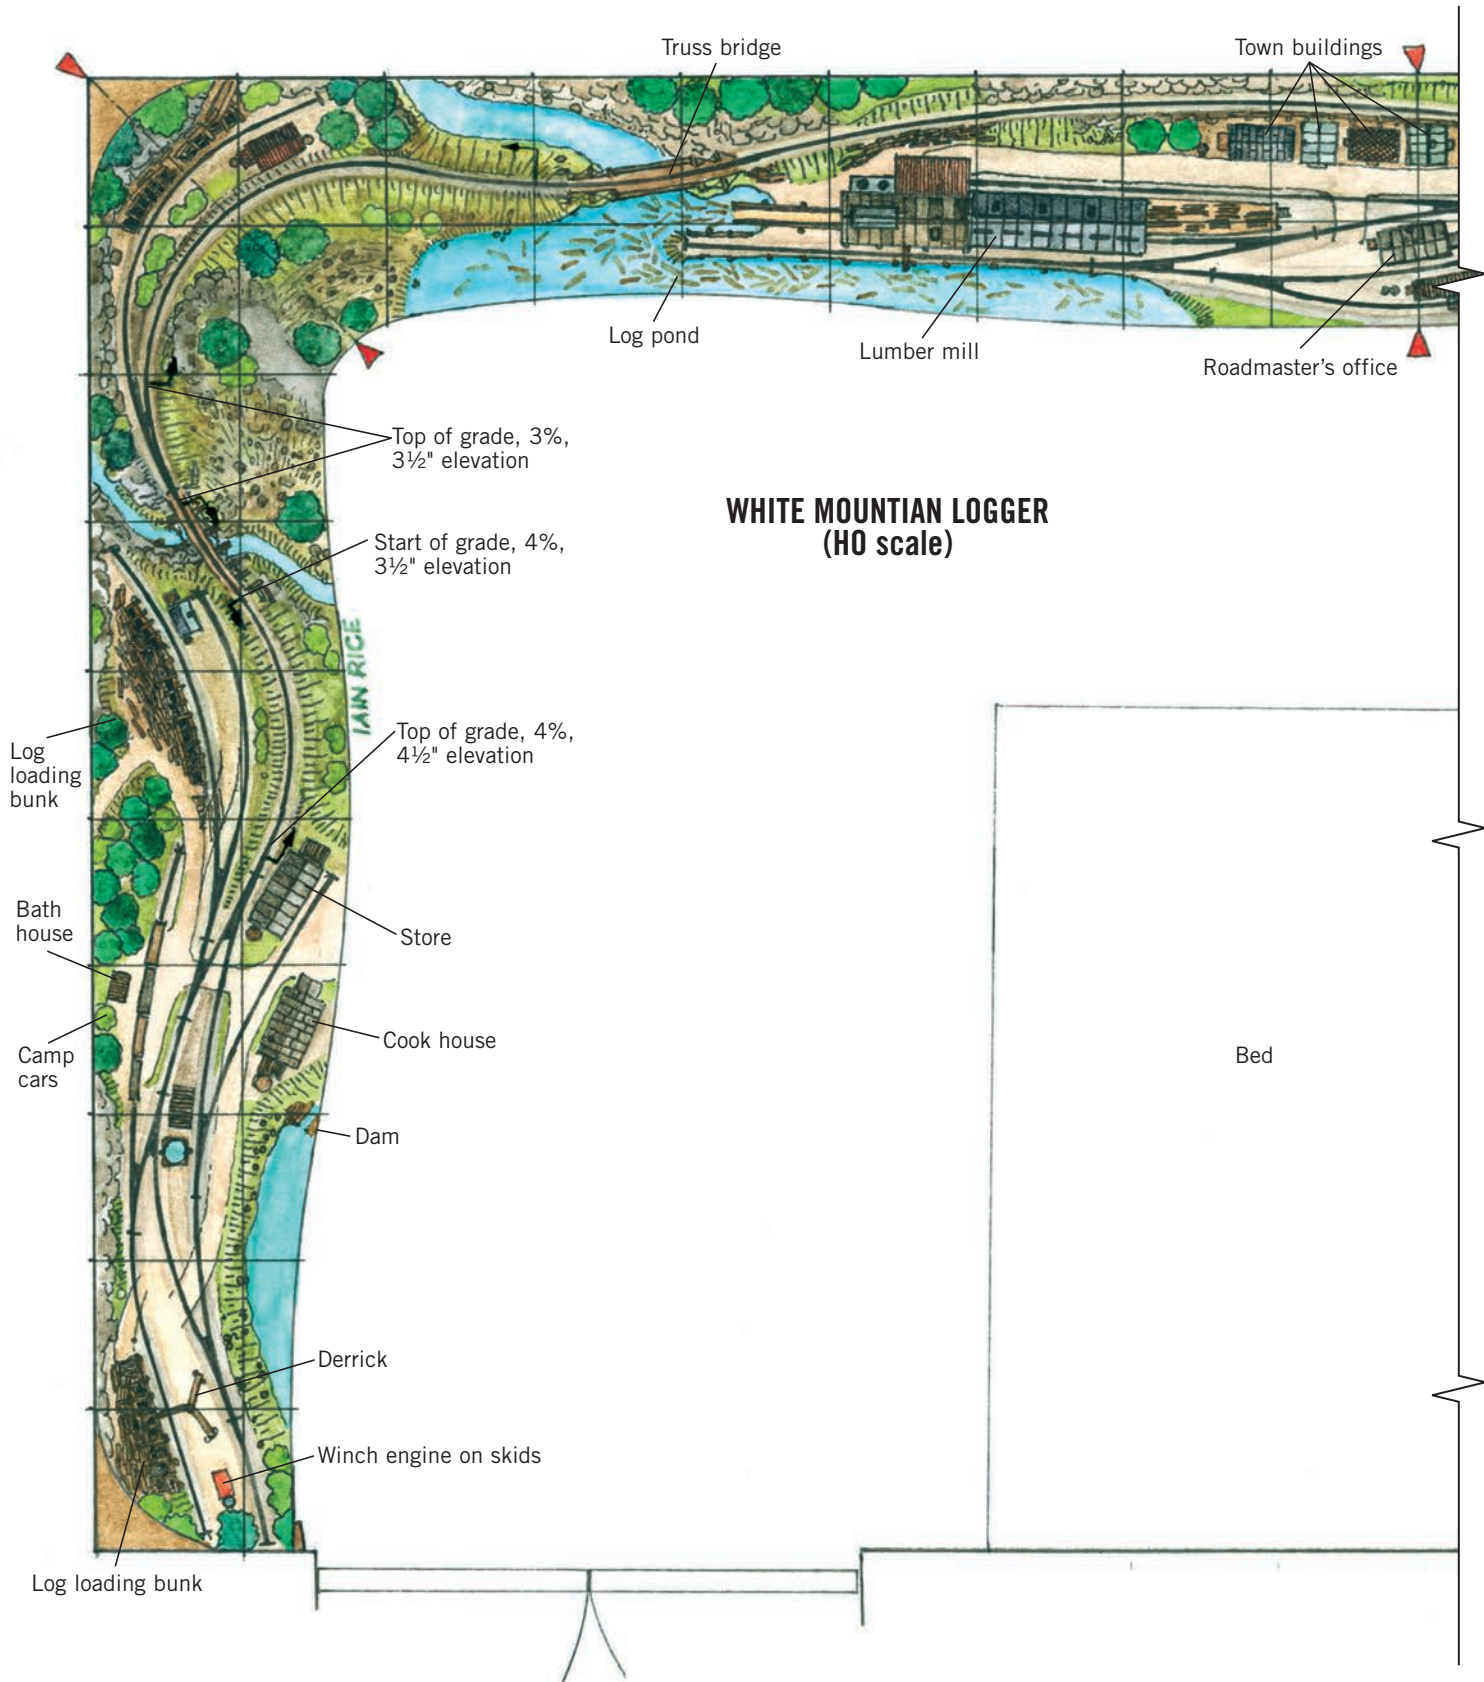 Truss bridge
Town buildings
Log pond
Lumber mill
Roadmaster's office
Top of grade, 3%,
3½" elevation
WHITE MOUNTIAN LOGGER
(HO scale)
Start of grade, 4%,
3½" elevation
IAIN RICE
Top of grade, 4%,
4½" elevation
Log
loading
bunk
Bath
house
Store
Camp
cars
Cook house
Bed
Dam
Derrick
Winch engine on skids
Log loading bunk